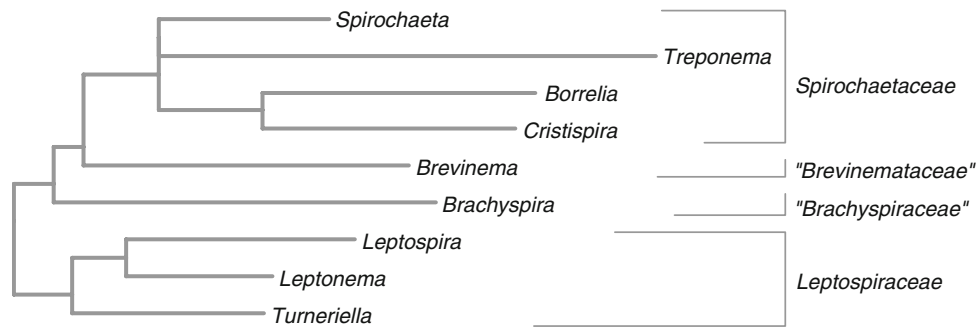 Spirochaeta
Treponema
Borrelia
Cristispira
Spirochaetaceae
Brevinema
"Brevinemataceae"
Brachyspira
"Brachyspiraceae"
Leptospira
Leptonema
Turneriella
Leptospiraceae